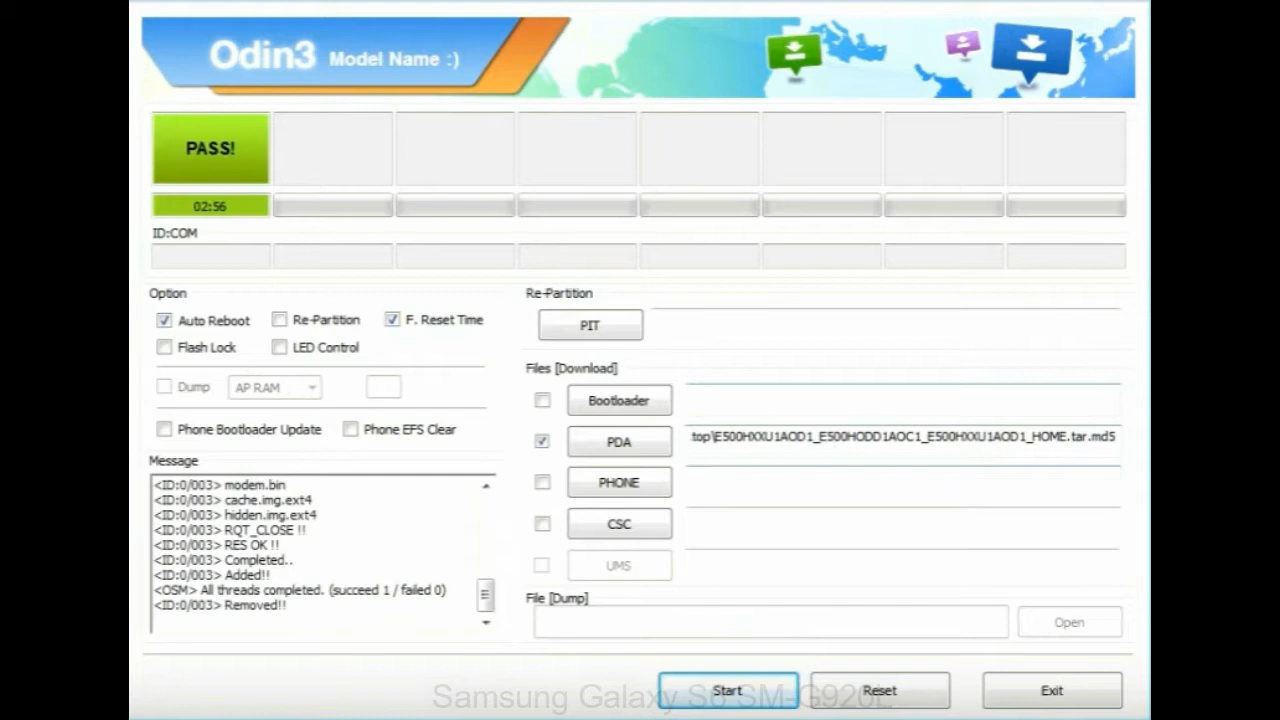 Odin3 Model Name :)
PASS!
02:56
ID:COM
Option
Auto Reboot Re-Partition F. Reset Time
Flash Lock LED Control
Dump AP RAM
Phone Bootloader Update Phone EFS Clear
Message
<ID:0/003> modem.bin
<ID:0/003> cache.img.ext4
<ID:0/003> hidden.img.ext4
<ID:0/003> RQT_CLOSE !!
<ID:0/003> RES OK !!
<ID:0/003> Completed..
<ID:0/003> Added!!
<OSM> All threads completed. (succeed 1 / failed 0)
<ID:0/003> Removed!!
Re-Partition
PIT
Files [Download]
Bootloader
PDA top\E500HXXU1AOD1_E500HODD1AOC1_E500HXXU1AOD1_HOME.tar.md5
PHONE
CSC
UMS
File [Dump]
Open
Start Reset Exit
Samsung Galaxy S6 SM-G920L